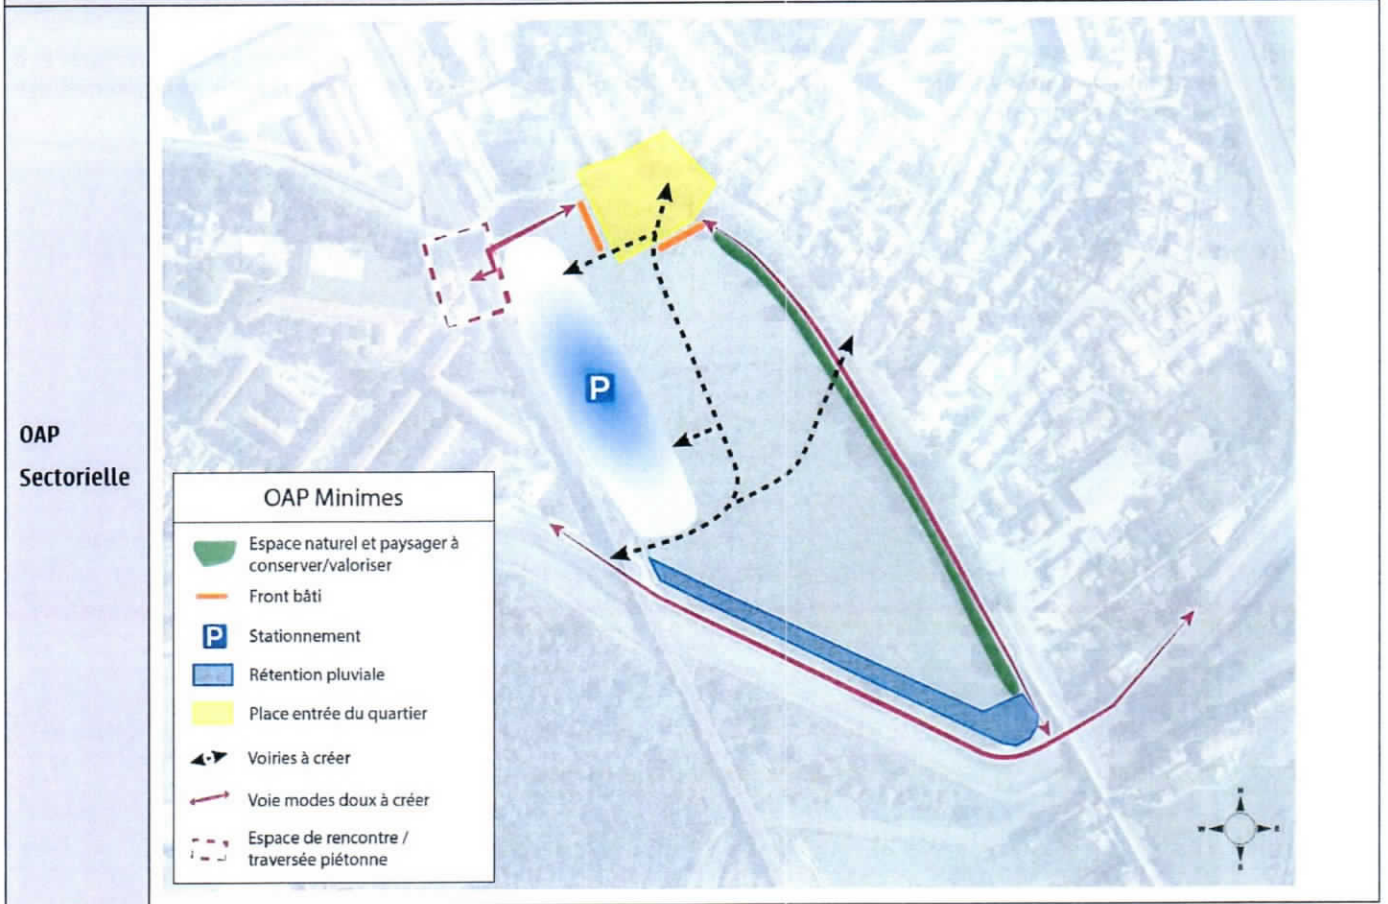 OAP
Sectorielle
P
OAP Minimes
Espace naturel et paysager à
conserver/valoriser
Front bâti
P
Stationnement
Rétention pluviale
Place entrée du quartier
Voiries à créer
Voie modes doux à créer
Espace de rencontre /
traversée piétonne
N
W
E
S